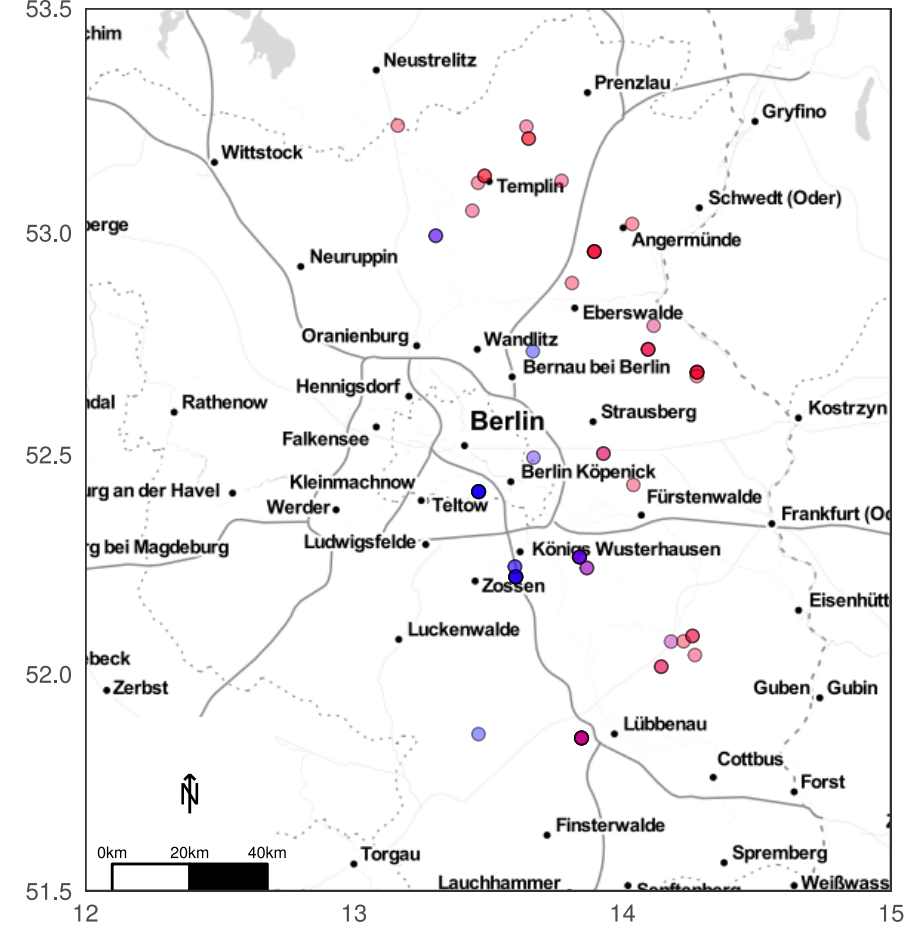 53.5
chim
Neustrelitz
Prenzlau
Gryfino
Wittstock
Templin
Schwedt (Oder)
53.0
berge
Angermünde
Neuruppin
Eberswalde
Oranienburg
Wandlitz
Bernau bei Berlin
Hennigsdorf
ndal
Rathenow
Strausberg
Kostrzyn
Berlin
Falkensee
52.5
Berlin Köpenick
Kleinmachnow
urg an der Havel
Fürstenwalde
Werder
Teltow
Frankfurt (Oc
Ludwigsfelde
rg bei Magdeburg
Königs Wusterhausen
Zossen
Eisenhütt
Luckenwalde
52.0
ebeck
Zerbst
Guben
Gubin
Lübbenau
Cottbus
Forst
N
Finsterwalde
0km
20km
40km
Torgau
Spremberg
51.5
Lauchhammer
Senftenberg
Weißwass
12
13
14
15